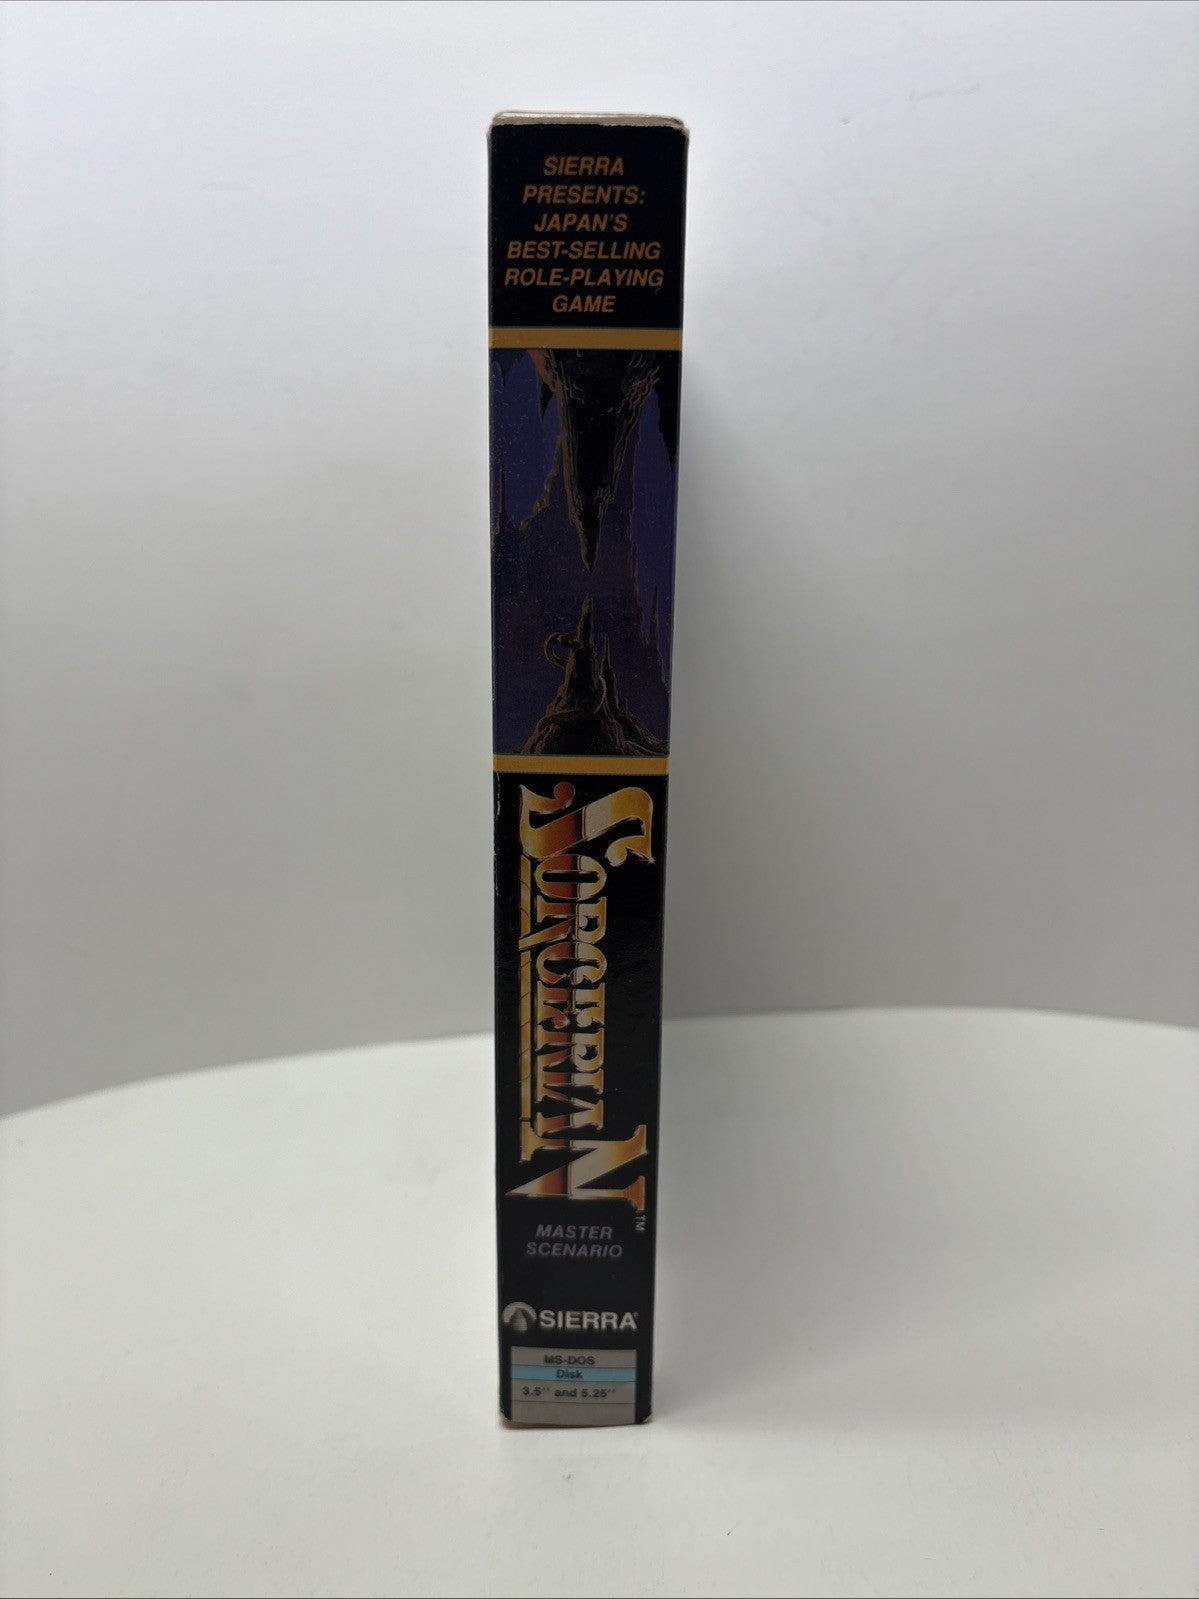 SIERRA
PRESENTS:
JAPAN'S
BEST-SELLING
ROLE-PLAYING
GAME
SORCERIAN™
MASTER
SCENARIO
SIERRA®
MS-DOS
Disk
3.5" and 5.25"